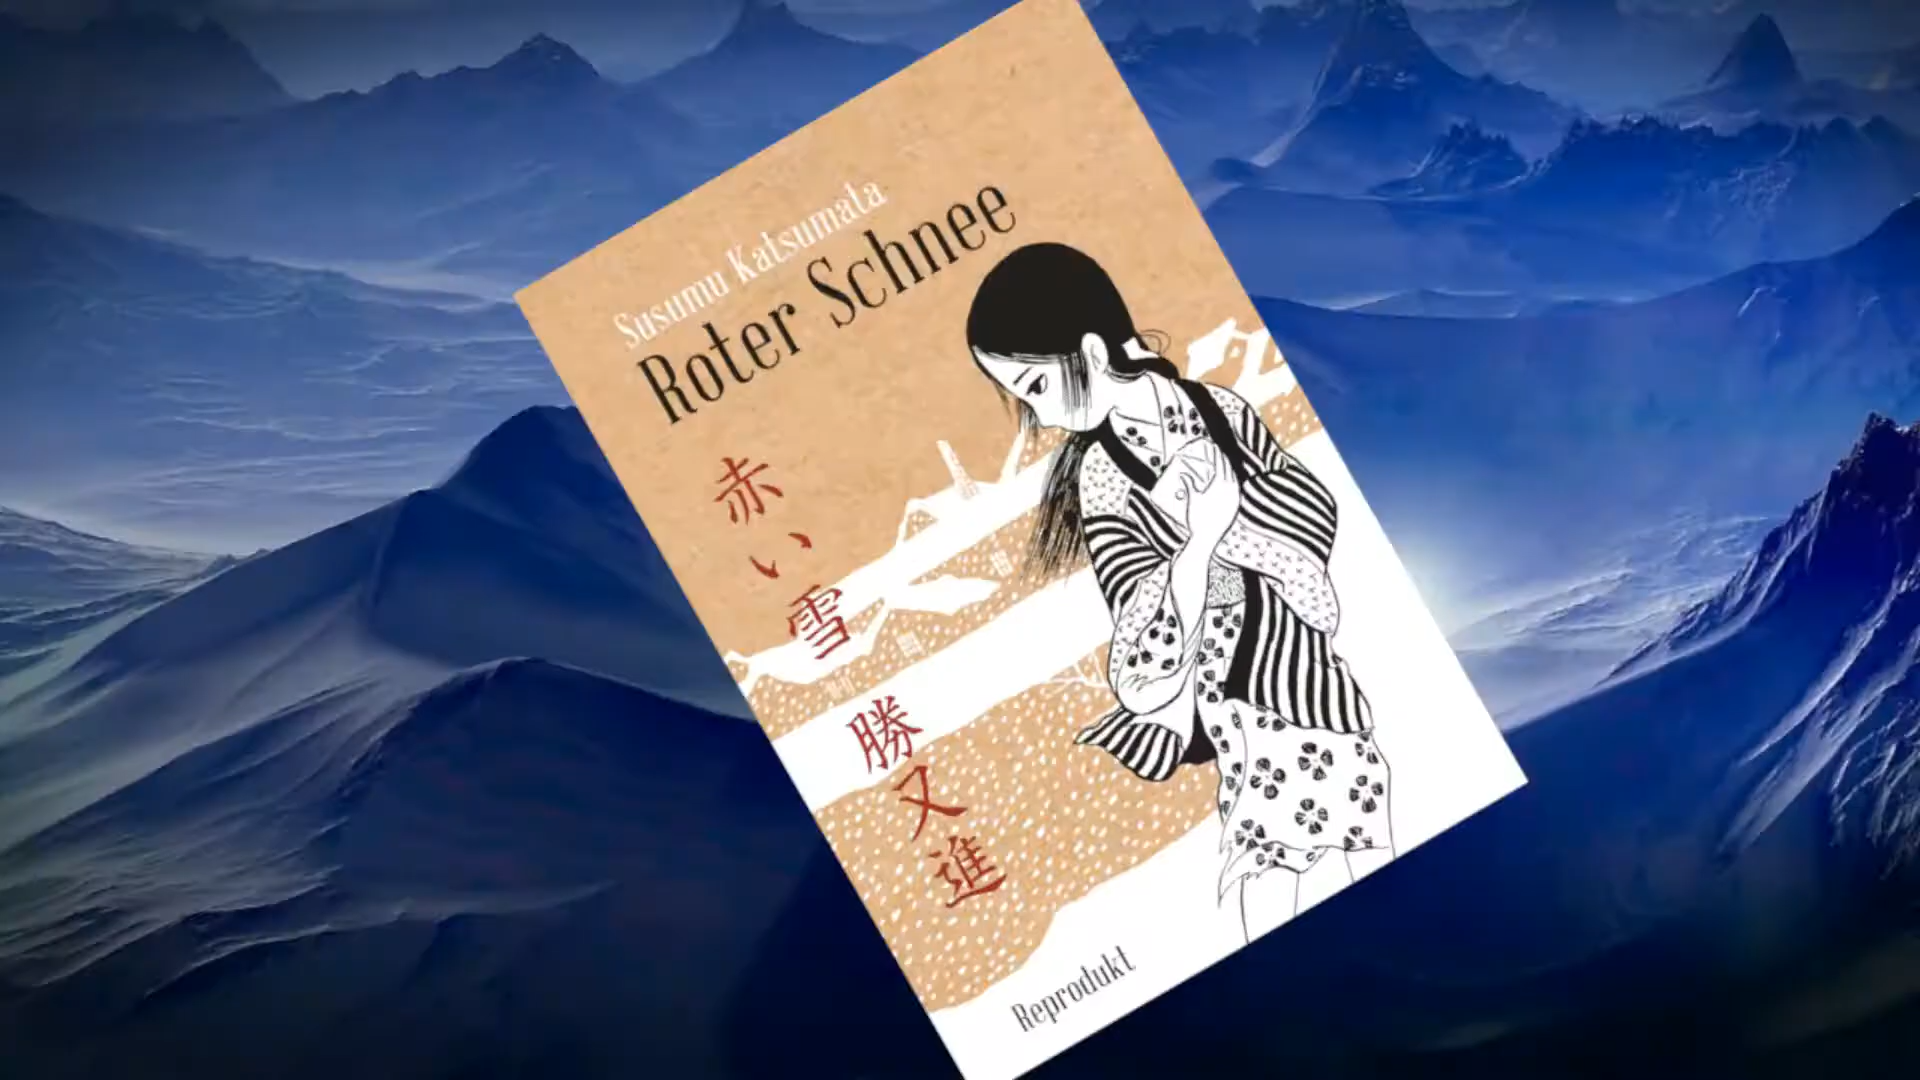 Susumu Katsumata
Roter Schnee
赤い雪
勝又進
Reprodukt